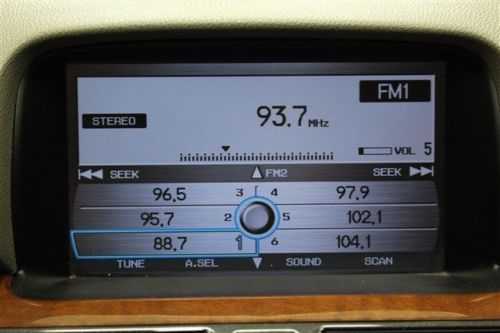 FM1
93.7 MHz
STEREO
VOL 5
SEEK FM2 SEEK
96.5 3 4 97.9
95.7 2 5 102.1
88.7 1 6 104.1
TUNE A.SEL SOUND SCAN